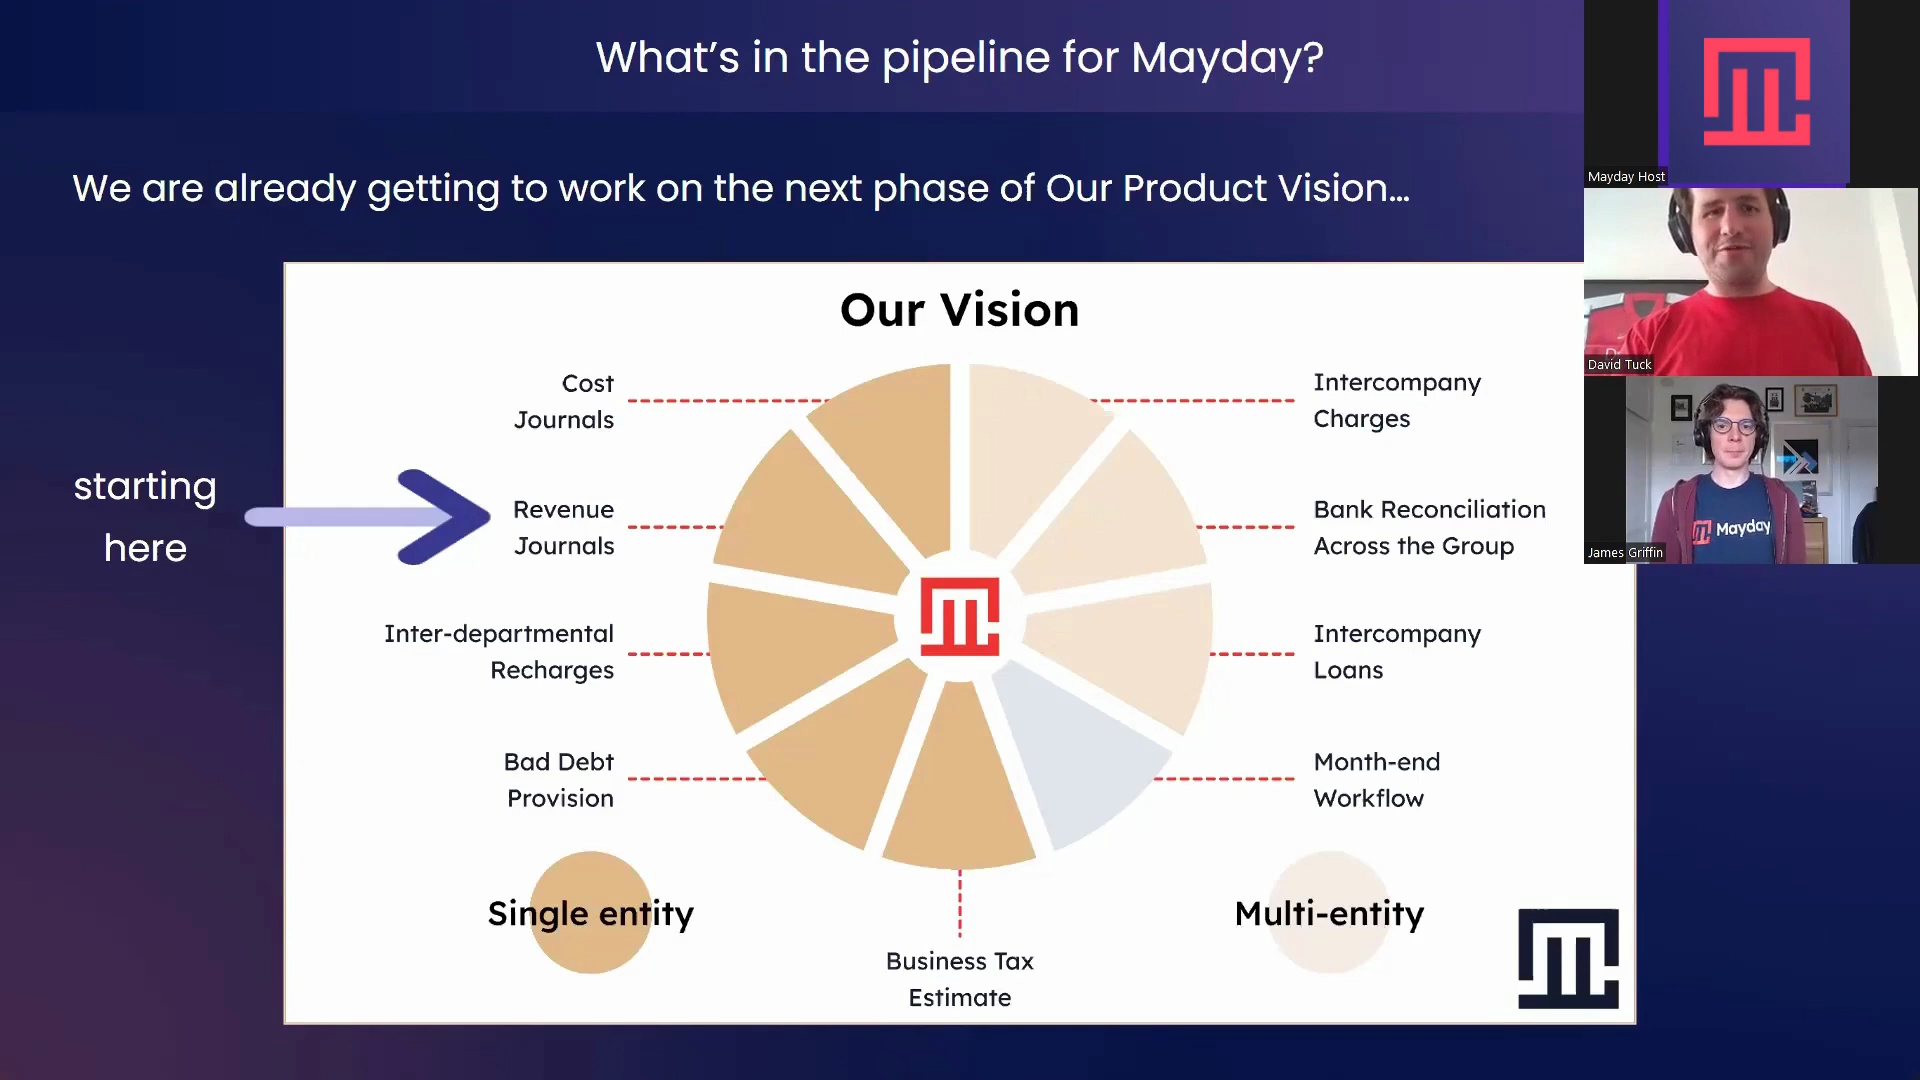 What's in the pipeline for Mayday?
We are already getting to work on the next phase of Our Product Vision...
Our Vision
starting
here
Cost
Journals
Revenue
Journals
Inter-departmental
Recharges
Bad Debt
Provision
Intercompany
Charges
Bank Reconciliation
Across the Group
Intercompany
Loans
Month-end
Workflow
Single entity
Multi-entity
Business Tax
Estimate
Mayday Host
David Tuck
Mayday
James Griffin